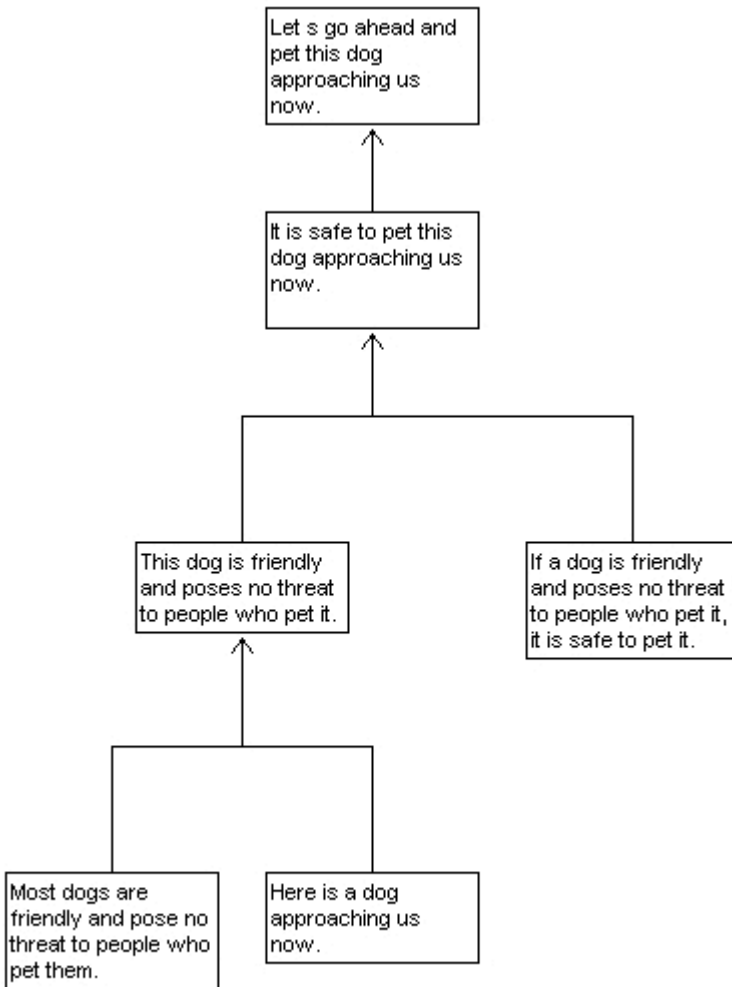 Let s go ahead and
pet this dog
approaching us
now.
It is safe to pet this
dog approaching us
now.
This dog is friendly
and poses no threat
to people who pet it.
If a dog is friendly
and poses no threat
to people who pet it,
it is safe to pet it.
Most dogs are
friendly and pose no
threat to people who
pet them.
Here is a dog
approaching us
now.